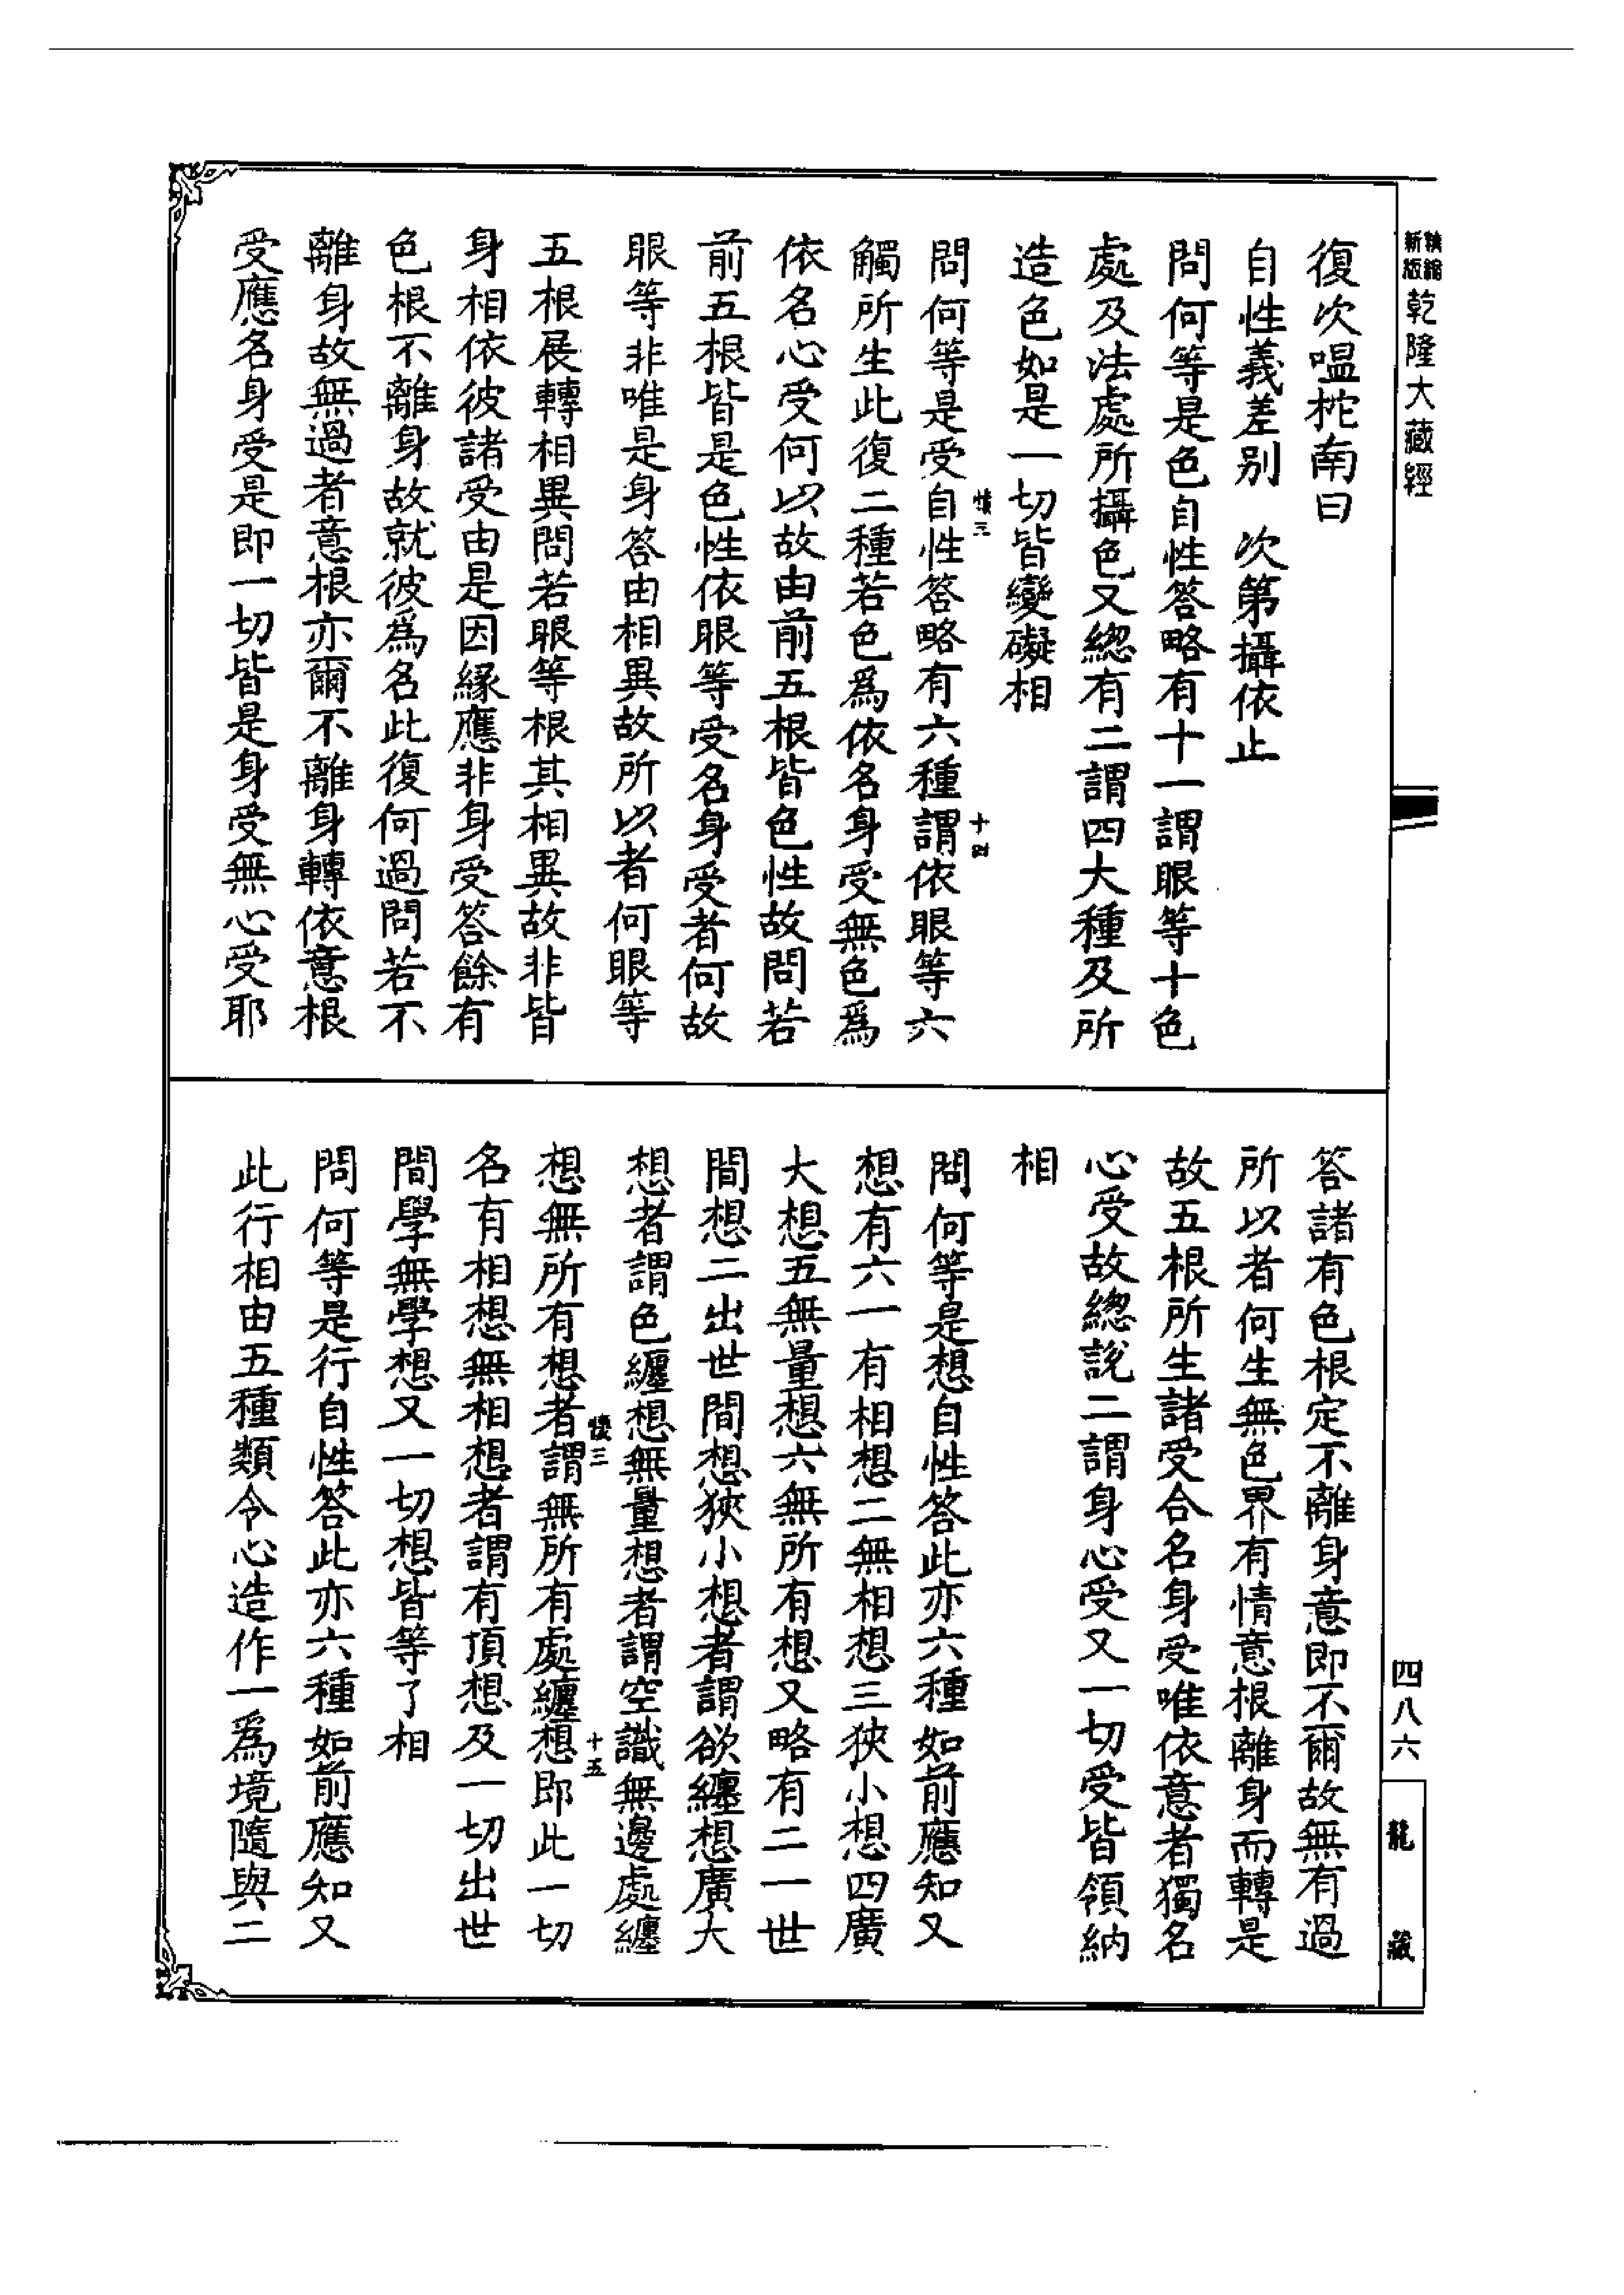 精縮新版乾隆大藏經
復次嗢柁南曰
自性義差别　次第攝依止
問何等是色自性答略有十一謂眼等十色
處及法處所攝色又總有二謂四大種及所
造色如是一切皆變礙相
問何等是受自性答略有六種謂依眼等六
觸所生此復二種若色爲依名身受無色爲
依名心受何以故由前五根皆色性故問若
前五根皆是色性依眼等受名身受者何故
眼等非唯是身答由相異故所以者何眼等
五根展轉相異問若眼等根其相異故非皆
身相依彼諸受由是因緣應非身受答餘有
色根不離身故就彼爲名此復何過問若不
離身故無過者意根亦爾不離身轉依意根
受應名身受是即一切皆是身受無心受耶
十四
答諸有色根定不離身意即不爾故無有過
所以者何生無色界有情意根離身而轉是
故五根所生諸受合名身受唯依意者獨名
心受故總說二謂身心受又一切受皆領納
相
問何等是想自性答此亦六種如前應知又
想有六一有相想二無相想三狹小想四廣
大想五無量想六無所有想又略有二一世
間想二出世間想狹小想者謂欲纏想廣大
想者謂色纏想無量想者謂空識無邊處纏
想無所有想者謂無所有處纏想即此一切
名有相想無相想者謂有頂想及一切出世
間學無學想又一切想皆等了相
問何等是行自性答此亦六種如前應知又
此行相由五種類令心造作一爲境隨與二
十五
四八六
龍藏